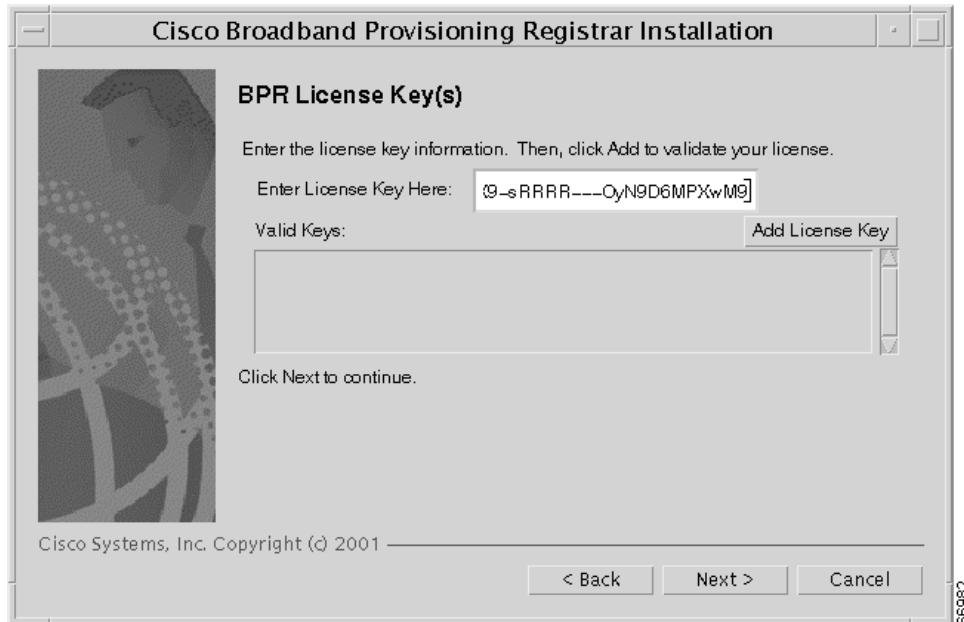 Cisco Broadband Provisioning Registrar Installation
BPR License Key(s)
Enter the license key information. Then, click Add to validate your license.
Enter License Key Here: (9-sRRRR---OyN9D6MPXwM9
Valid Keys: Add License Key
Click Next to continue.
Cisco Systems, Inc. Copyright (c) 2001
< Back Next > Cancel
66982